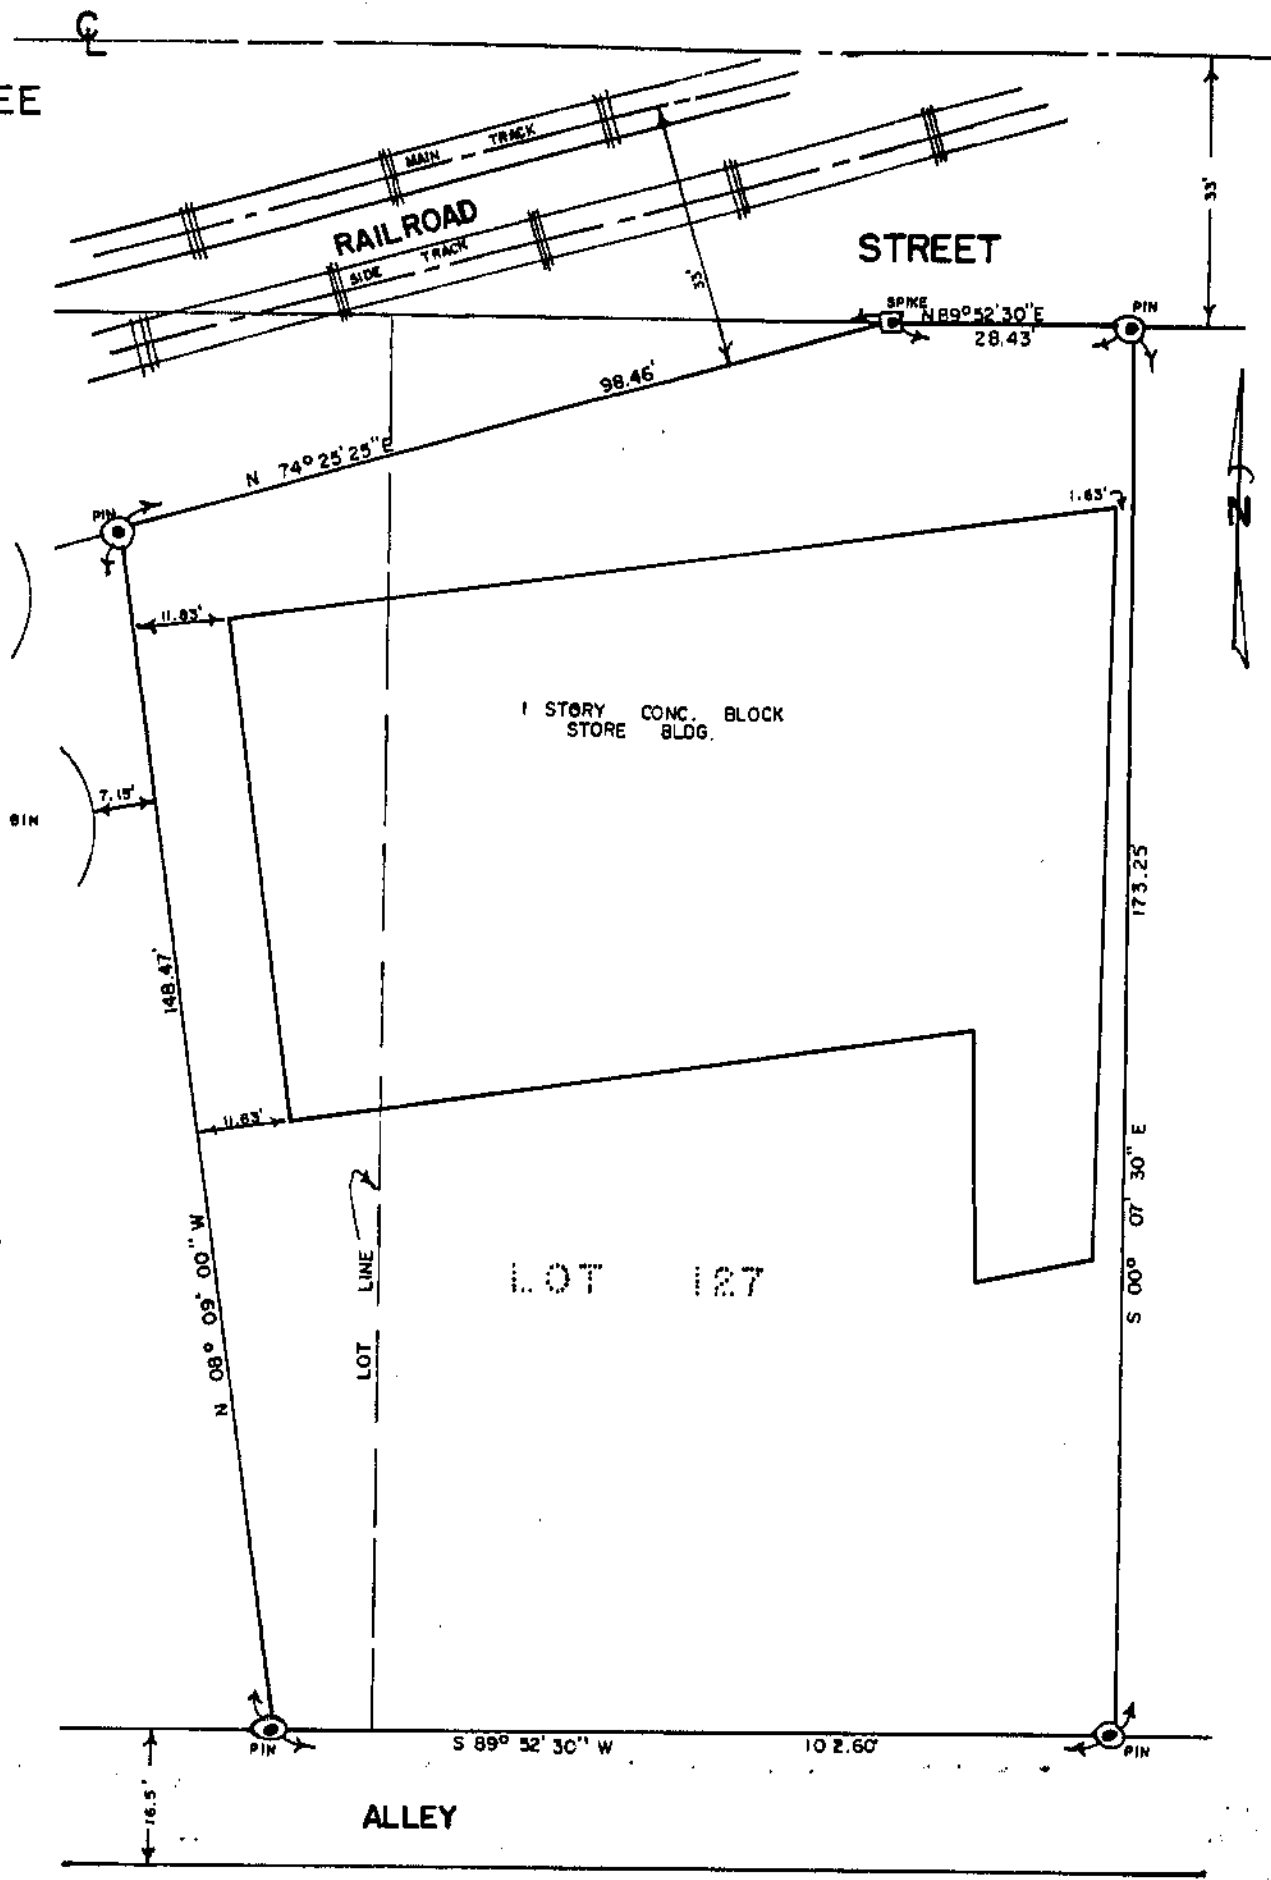 CL
EE
MAIN TRACK
RAILROAD
SIDE TRACK
33'
33'
STREET
SPIKE
N 89° 52' 30" E
28.43'
PIN
98.46'
N 74° 25' 25" E
PIN
1.63'
11.83'
1 STORY CONC. BLOCK
STORE BLDG.
7.15'
BIN
173.25'
148.47'
11.83'
S 00° 07' 30" E
N 08° 09' 00" W
LOT LINE
LOT 127
PIN
S 89° 52' 30" W
102.60'
PIN
16.5'
ALLEY
N